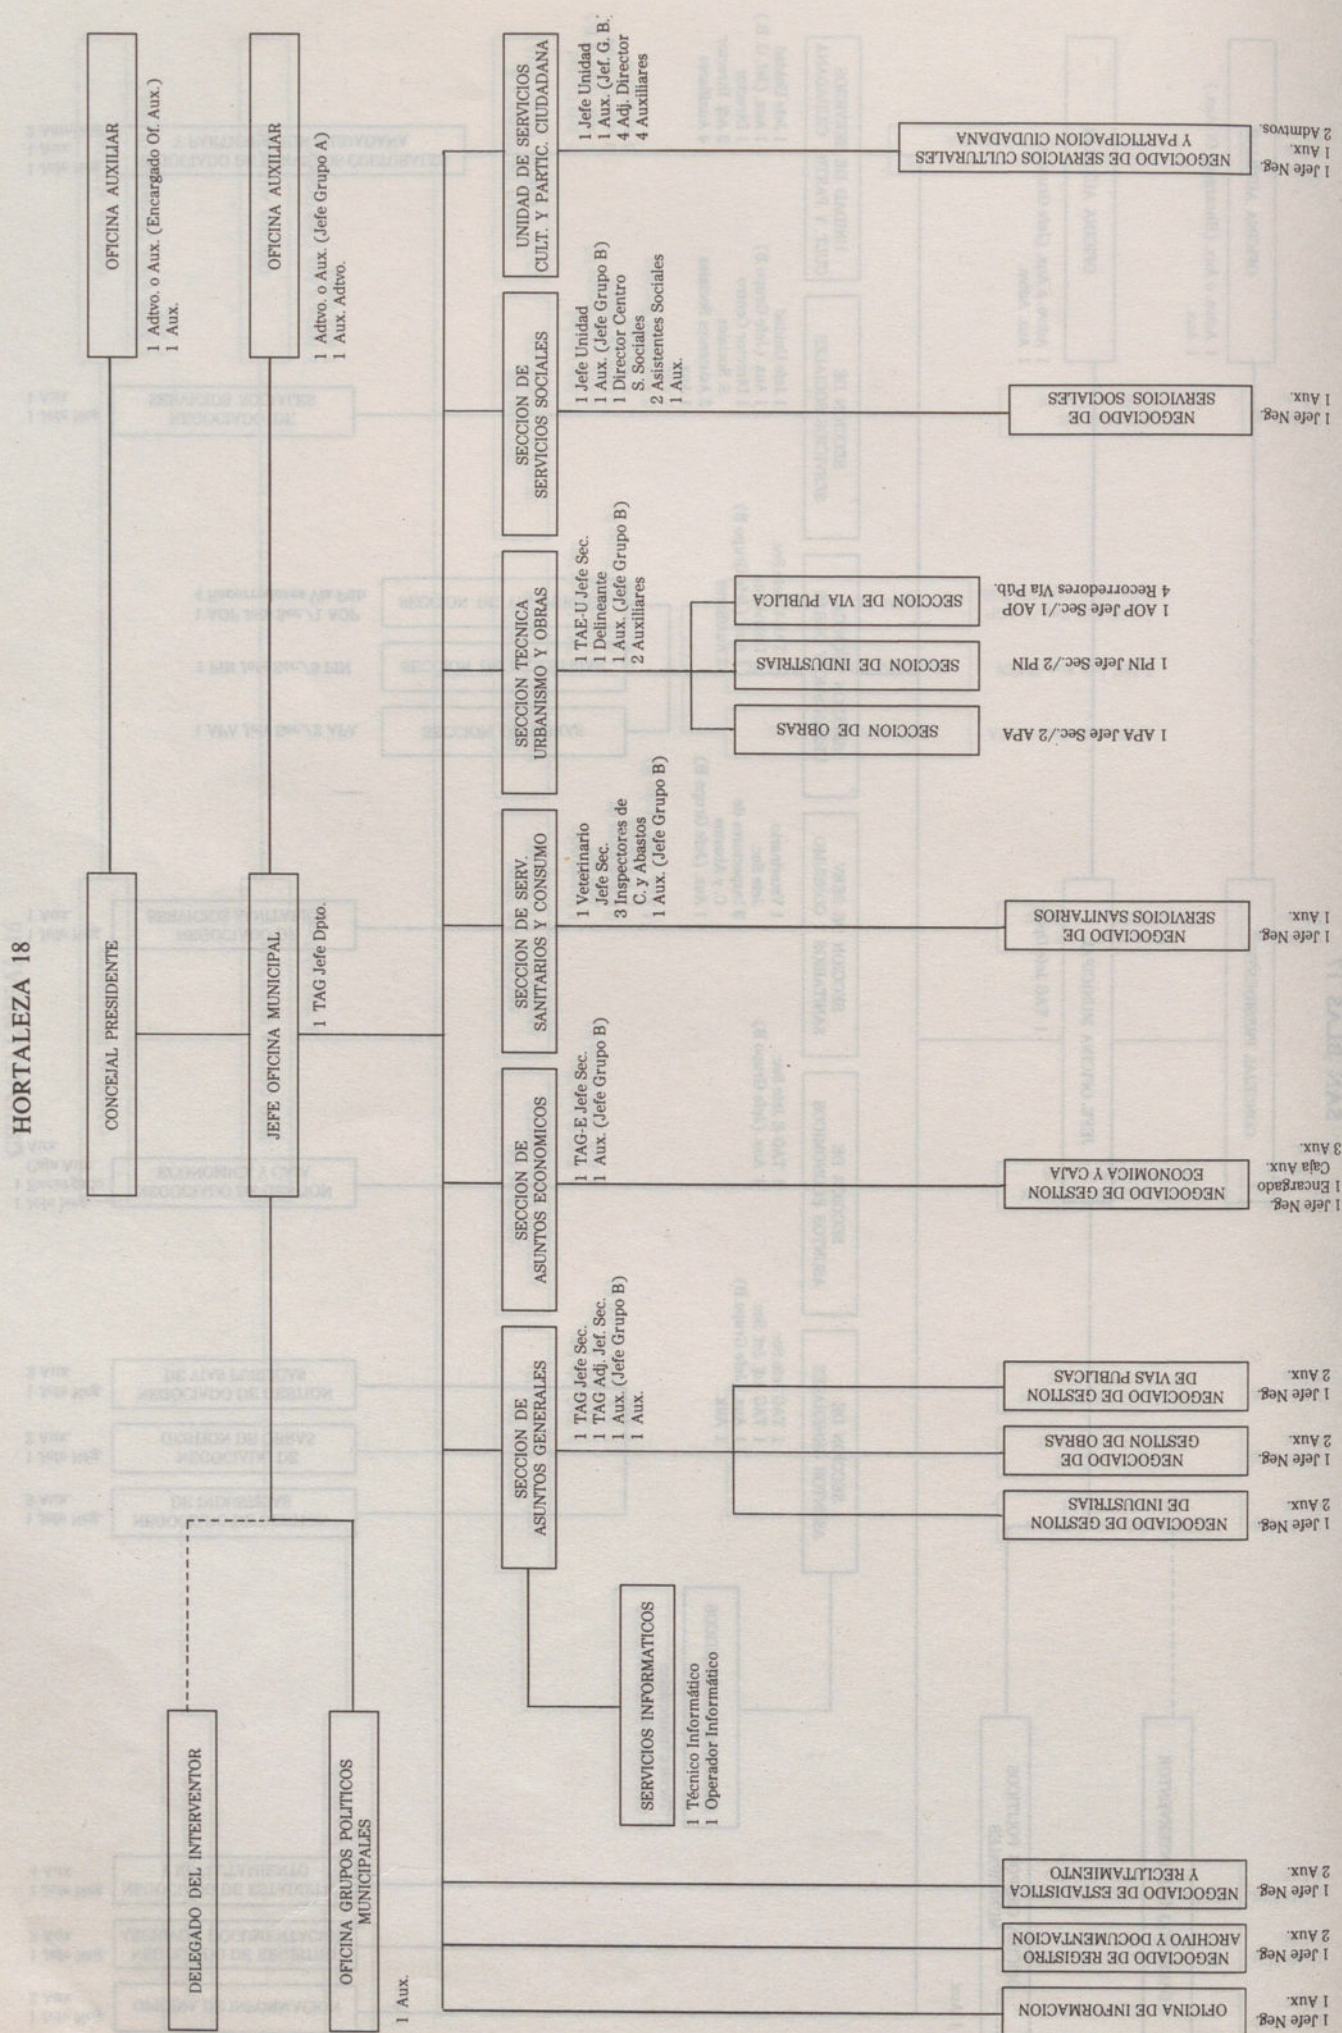 HORTALEZA 18
CONCEJAL PRESIDENTE
OFICINA AUXILIAR
1 Adtvo. o Aux. (Encargado Of. Aux.)
1 Aux.
DELEGADO DEL INTERVENTOR
JEFE OFICINA MUNICIPAL
1 TAG Jefe Dpto.
OFICINA AUXILIAR
1 Adtvo. o Aux. (Jefe Grupo A)
1 Aux. Adtvo.
OFICINA GRUPOS POLITICOS
MUNICIPALES
1 Aux.
SECCION DE
ASUNTOS GENERALES
1 TAG Jefe Sec.
1 TAG Adj. Jef. Sec.
1 Aux. (Jefe Grupo B)
1 Aux.
SECCION DE
ASUNTOS ECONOMICOS
1 TAG-E Jefe Sec.
1 Aux. (Jefe Grupo B)
SECCION DE SERV.
SANITARIOS Y CONSUMO
1 Veterinario
Jefe Sec.
3 Inspectores de
C. y Abastos
1 Aux. (Jefe Grupo B)
SECCION TECNICA
URBANISMO Y OBRAS
1 TAE-U Jefe Sec.
1 Delineante
1 Aux. (Jefe Grupo B)
2 Auxiliares
SECCION DE
SERVICIOS SOCIALES
1 Jefe Unidad
1 Aux. (Jefe Grupo B)
1 Director Centro
S. Sociales
2 Asistentes Sociales
1 Aux.
UNIDAD DE SERVICIOS
CULT. Y PARTIC. CIUDADANA
1 Jefe Unidad
1 Aux. (Jef. G. B.)
4 Adj. Director
4 Auxiliares
SERVICIOS INFORMATICOS
1 Técnico Informático
1 Operador Informático
SECCION DE OBRAS
1 APA Jefe Sec./2 APA
SECCION DE INDUSTRIAS
1 PIN Jefe Sec./2 PIN
SECCION DE VIA PUBLICA
1 AOP Jefe Sec./1 AOP
4 Recorredores Vía Púb.
OFICINA DE INFORMACION
1 Jefe Neg.
1 Aux.
NEGOCIADO DE REGISTRO
ARCHIVO Y DOCUMENTACION
1 Jefe Neg.
2 Aux.
NEGOCIADO DE ESTADISTICA
Y RECLUTAMIENTO
1 Jefe Neg.
2 Aux.
NEGOCIADO DE GESTION
DE INDUSTRIAS
1 Jefe Neg.
2 Aux.
NEGOCIADO DE
GESTION DE OBRAS
1 Jefe Neg.
2 Aux.
NEGOCIADO DE GESTION
DE VIAS PUBLICAS
1 Jefe Neg.
2 Aux.
NEGOCIADO DE GESTION
ECONOMICA Y CAJA
1 Jefe Neg.
1 Encargado
Caja Aux.
3 Aux.
NEGOCIADO DE
SERVICIOS SANITARIOS
1 Jefe Neg.
1 Aux.
NEGOCIADO DE
SERVICIOS SOCIALES
1 Jefe Neg.
1 Aux.
NEGOCIADO DE SERVICIOS CULTURALES
Y PARTICIPACION CIUDADANA
1 Jefe Neg.
1 Aux.
2 Admtvos.